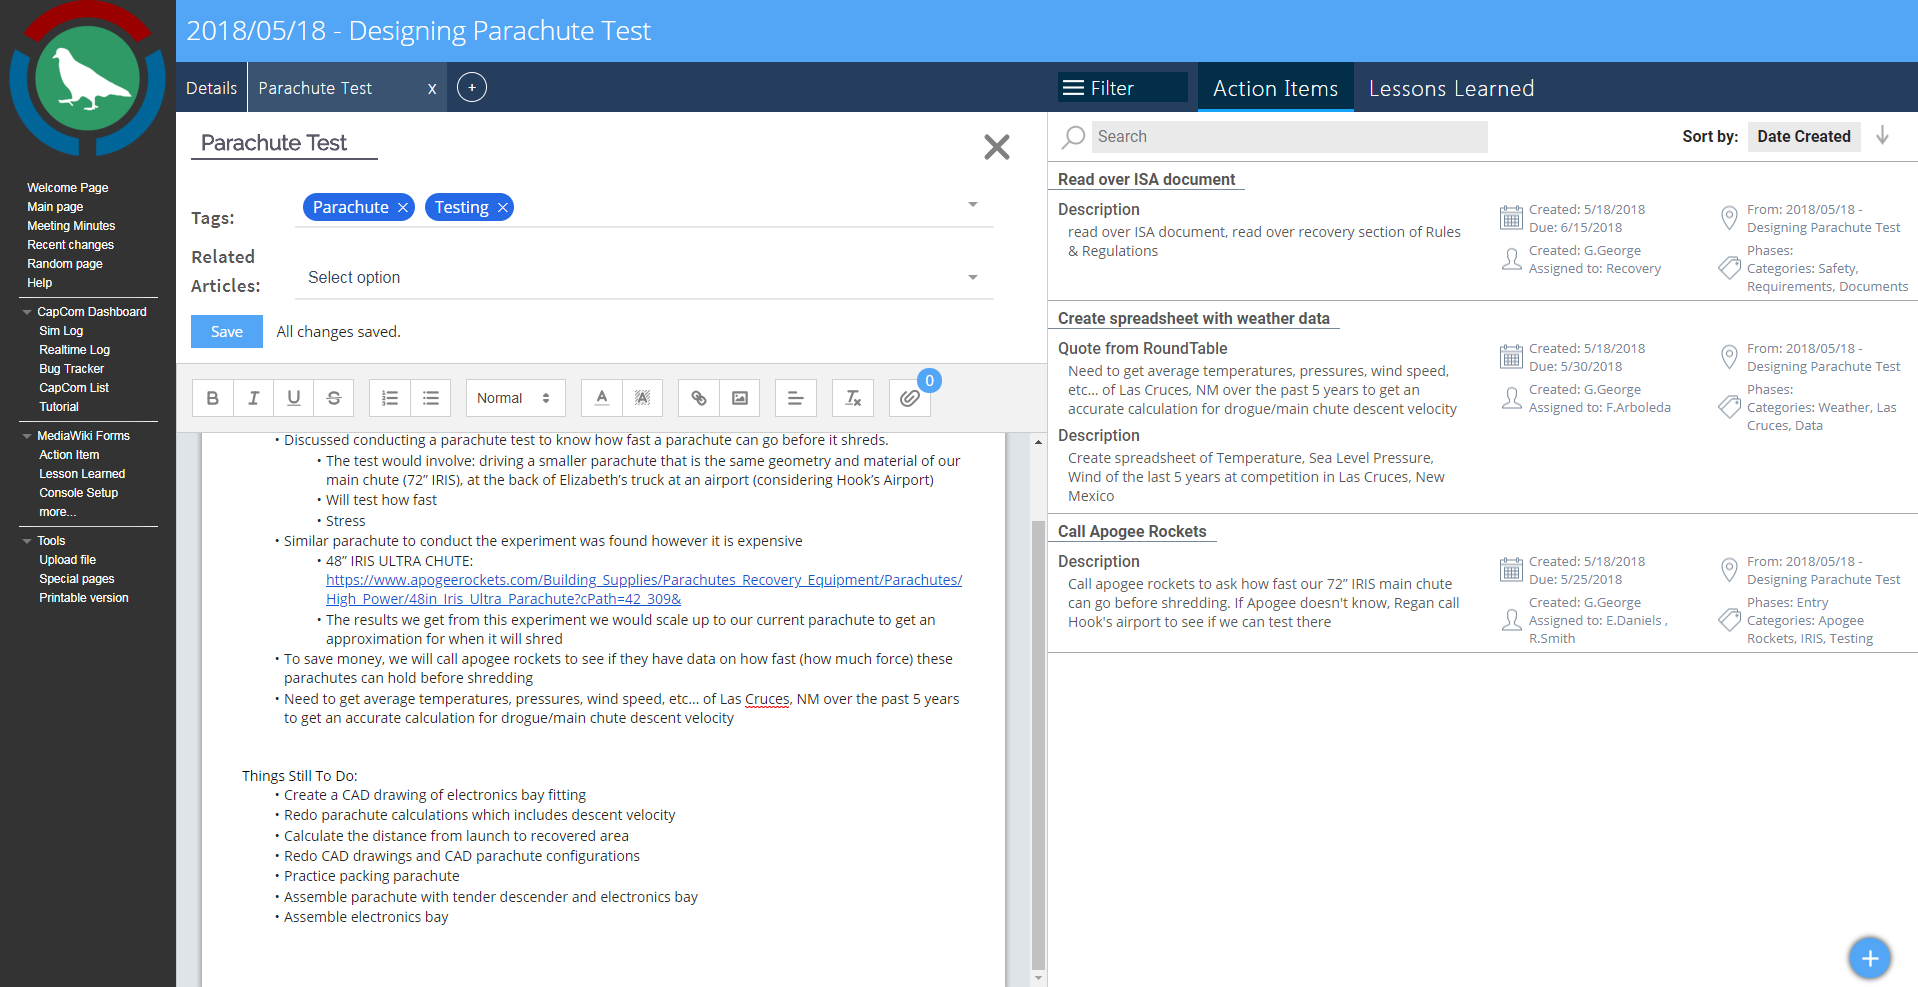 2018/05/18 - Designing Parachute Test
Details
Parachute Test
x
+
Filter
Action Items
Lessons Learned
Welcome Page
Main page
Meeting Minutes
Recent changes
Random page
Help
CapCom Dashboard
Sim Log
Realtime Log
Bug Tracker
CapCom List
Tutorial
MediaWiki Forms
Action Item
Lesson Learned
Console Setup
more...
Tools
Upload file
Special pages
Printable version
Parachute Test
Tags:
Parachute ×
Testing ×
Related
Articles:
Select option
Save
All changes saved.
B I U S
Normal
A A
Tx
0
• Discussed conducting a parachute test to know how fast a parachute can go before it shreds.
• The test would involve: driving a smaller parachute that is the same geometry and material of our
main chute (72” IRIS), at the back of Elizabeth’s truck at an airport (considering Hook’s Airport)
• Will test how fast
• Stress
• Similar parachute to conduct the experiment was found however it is expensive
• 48” IRIS ULTRA CHUTE:
https://www.apogeerockets.com/Building_Supplies/Parachutes_Recovery_Equipment/Parachutes/
High_Power/48in_Iris_Ultra_Parachute?cPath=42_309&
• The results we get from this experiment we would scale up to our current parachute to get an
approximation for when it will shred
• To save money, we will call apogee rockets to see if they have data on how fast (how much force) these
parachutes can hold before shredding
• Need to get average temperatures, pressures, wind speed, etc... of Las Cruces, NM over the past 5 years
to get an accurate calculation for drogue/main chute descent velocity
Things Still To Do:
• Create a CAD drawing of electronics bay fitting
• Redo parachute calculations which includes descent velocity
• Calculate the distance from launch to recovered area
• Redo CAD drawings and CAD parachute configurations
• Practice packing parachute
• Assemble parachute with tender descender and electronics bay
• Assemble electronics bay
Search
Sort by:
Date Created
Read over ISA document
Description
read over ISA document, read over recovery section of Rules
& Regulations
Created: 5/18/2018
Due: 6/15/2018
Created: G.George
Assigned to: Recovery
From: 2018/05/18 -
Designing Parachute Test
Phases:
Categories: Safety,
Requirements, Documents
Create spreadsheet with weather data
Quote from RoundTable
Need to get average temperatures, pressures, wind speed,
etc... of Las Cruces, NM over the past 5 years to get an
accurate calculation for drogue/main chute descent velocity
Description
Create spreadsheet of Temperature, Sea Level Pressure,
Wind of the last 5 years at competition in Las Cruces, New
Mexico
Created: 5/18/2018
Due: 5/30/2018
Created: G.George
Assigned to: F.Arboleda
From: 2018/05/18 -
Designing Parachute Test
Phases:
Categories: Weather, Las
Cruces, Data
Call Apogee Rockets
Description
Call apogee rockets to ask how fast our 72” IRIS main chute
can go before shredding. If Apogee doesn't know, Regan call
Hook's airport to see if we can test there
Created: 5/18/2018
Due: 5/25/2018
Created: G.George
Assigned to: E.Daniels ,
R.Smith
From: 2018/05/18 -
Designing Parachute Test
Phases: Entry
Categories: Apogee
Rockets, IRIS, Testing
+